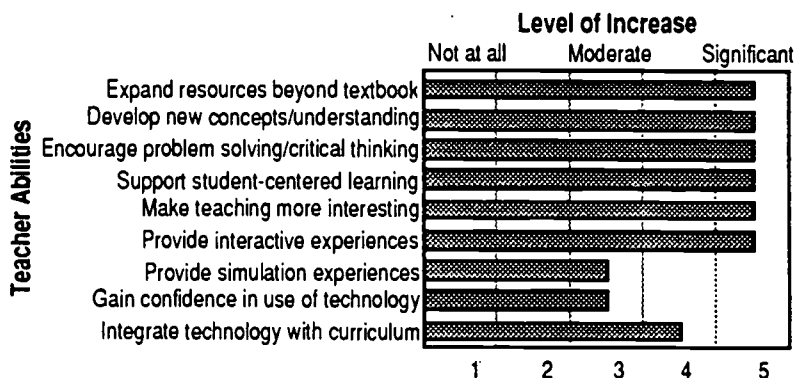 Level of Increase
Not at all Moderate Significant
Teacher Abilities
Expand resources beyond textbook
Develop new concepts/understanding
Encourage problem solving/critical thinking
Support student-centered learning
Make teaching more interesting
Provide interactive experiences
Provide simulation experiences
Gain confidence in use of technology
Integrate technology with curriculum
1 2 3 4 5